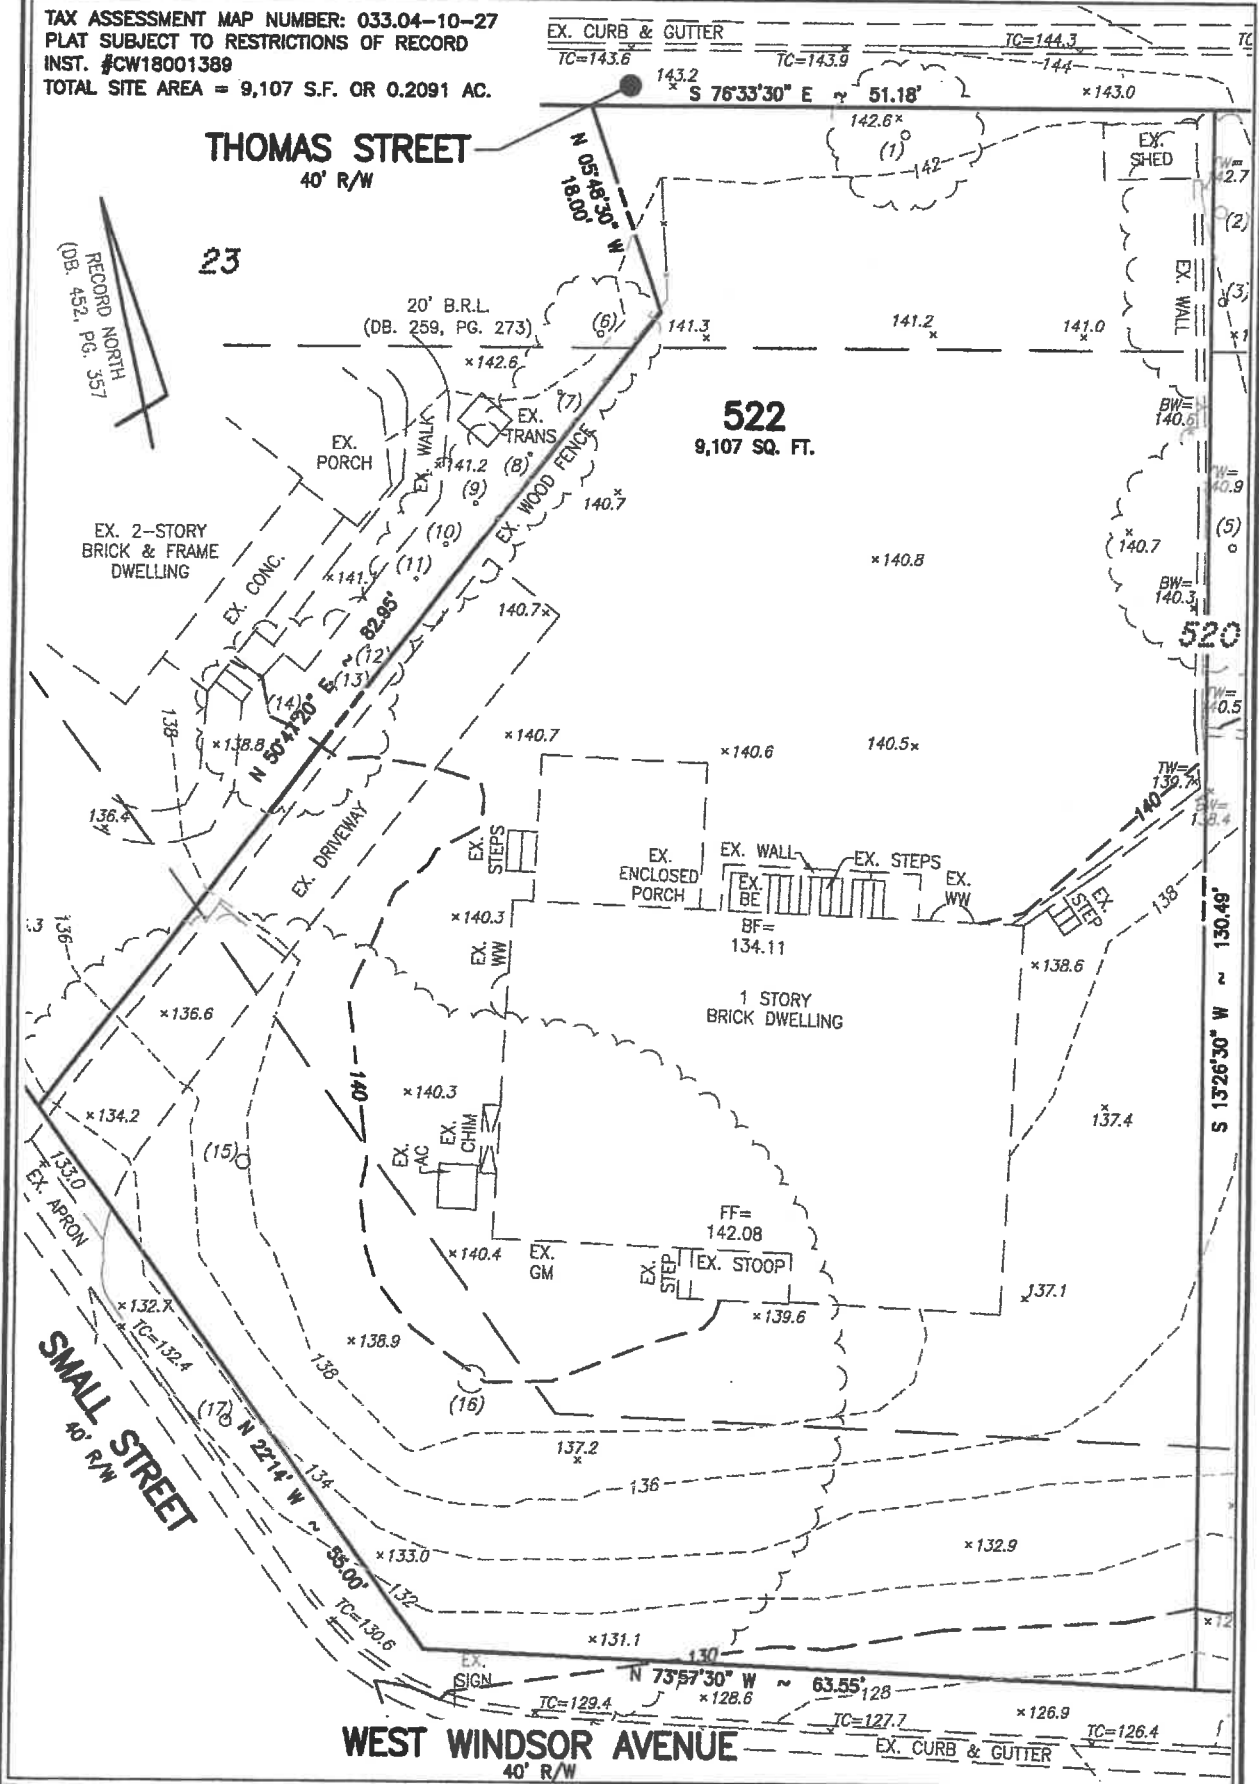 TAX ASSESSMENT MAP NUMBER: 033.04-10-27
PLAT SUBJECT TO RESTRICTIONS OF RECORD
INST. #CW18001389
TOTAL SITE AREA = 9,107 S.F. OR 0.2091 AC.
EX. CURB & GUTTER
TC=143.6
TC=143.9
TC=144.3
144
143.2
S 76°33'30" E ~ 51.18'
143.0
THOMAS STREET
40' R/W
142.6
(1)
142
EX.
SHED
N 05°48'30" W
18.00'
(2)
23
RECORD NORTH
(DB. 452, PG. 357
20' B.R.L.
(DB. 259, PG. 273)
(6)
141.3
141.2
141.0
EX. WALL
(3)
142.6
(7)
EX.
TRANS
522
9,107 SQ. FT.
BW=
140.6
EX.
PORCH
EX. WALK
141.2
(8)
(9)
EX. WOOD FENCE
140.7
EX. 2-STORY
BRICK & FRAME
DWELLING
(10)
(11)
140.8
140.7
(5)
EX. CONC.
82.95'
140.7
BW=
140.3
520
(12)
(13)
(14)
N 50°47'20" E ~
138
138.8
140.7
140.6
140.5
TW=
139.7
140
136.4
EX. DRIVEWAY
EX.
STEPS
EX.
ENCLOSED
PORCH
EX. WALL
EX. STEPS
EX.
BE
EX.
WW
EX.
STEP
138
136
140.3
EX.
WW
BF=
134.11
138.6
136.6
1 STORY
BRICK DWELLING
S 13°26'30" W ~ 130.49'
140
140.3
134.2
137.4
(15)
EX.
AC
EX.
CHIM
133.0
EX. APRON
FF=
142.08
140.4
EX.
GM
EX.
STEP
EX. STOOP
137.1
132.7
TC=132.4
139.6
138.9
138
SMALL STREET
40' R/W
(16)
(17)
N 22°14' W ~ 55.00'
134
137.2
136
133.0
132.9
132
TC=130.6
131.1
130
EX.
SIGN
N 73°57'30" W ~ 63.55'
128
TC=129.4
128.6
126.9
TC=127.7
TC=126.4
WEST WINDSOR AVENUE
40' R/W
EX. CURB & GUTTER